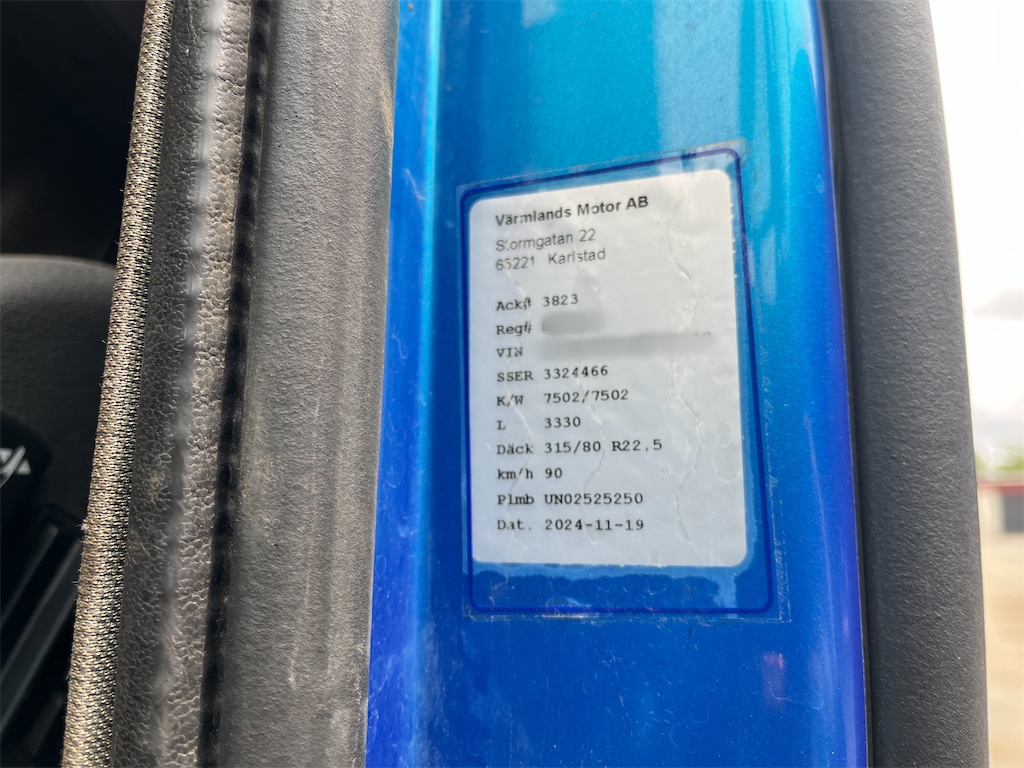 Värmlands Motor AB
Stormgatan 22
65221 Karlstad
Ack# 3823
Reg#
VIN
SSER 3324466
K/W 7502/7502
L 3330
Däck 315/80 R22,5
km/h 90
Plmb UN02525250
Dat. 2024-11-19